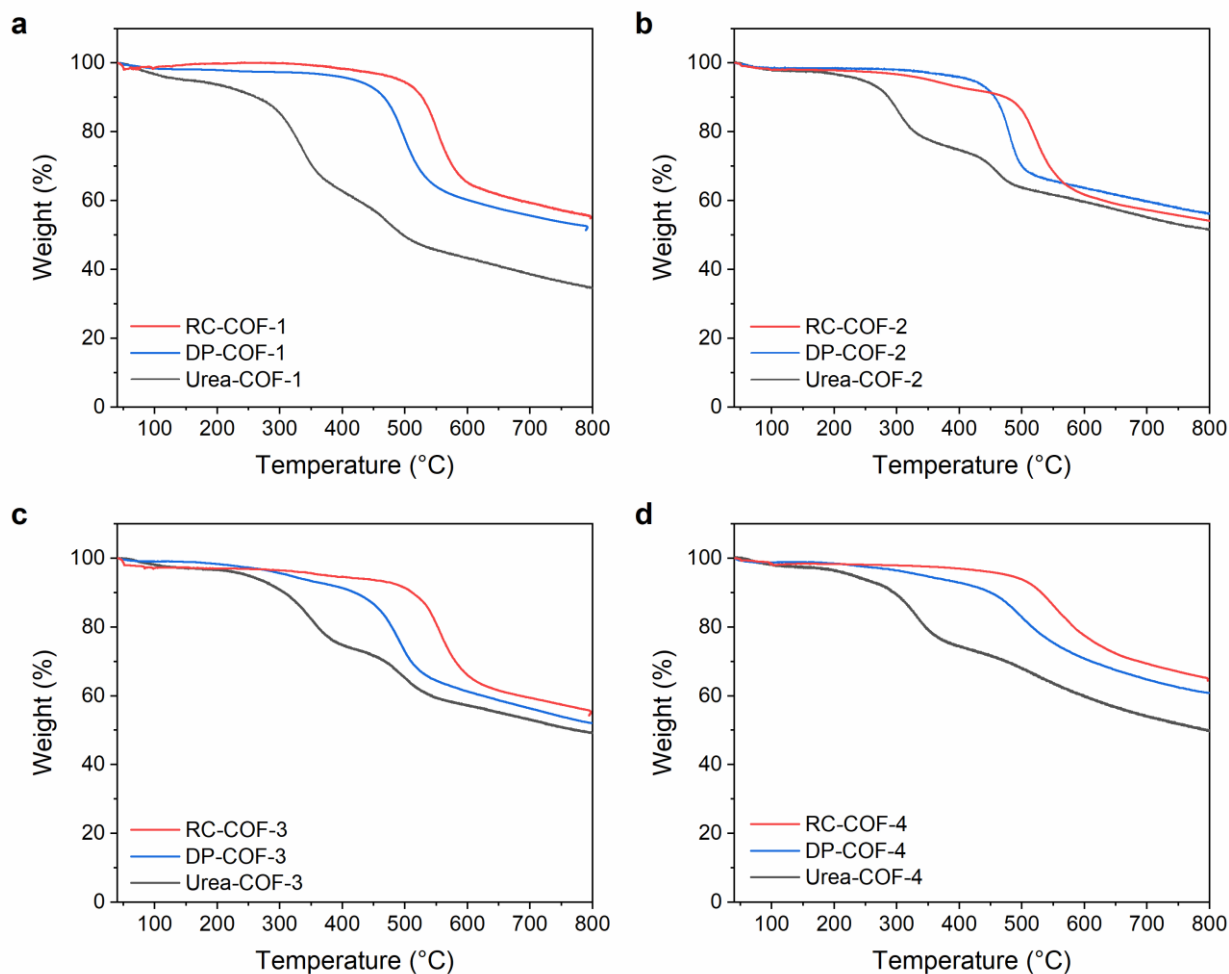 a
100
80
60
40
20
0
Weight (%)
RC-COF-1
DP-COF-1
Urea-COF-1
100 200 300 400 500 600 700 800
Temperature (°C)
b
100
80
60
40
20
0
Weight (%)
RC-COF-2
DP-COF-2
Urea-COF-2
100 200 300 400 500 600 700 800
Temperature (°C)
c
100
80
60
40
20
0
Weight (%)
RC-COF-3
DP-COF-3
Urea-COF-3
100 200 300 400 500 600 700 800
Temperature (°C)
d
100
80
60
40
20
0
Weight (%)
RC-COF-4
DP-COF-4
Urea-COF-4
100 200 300 400 500 600 700 800
Temperature (°C)